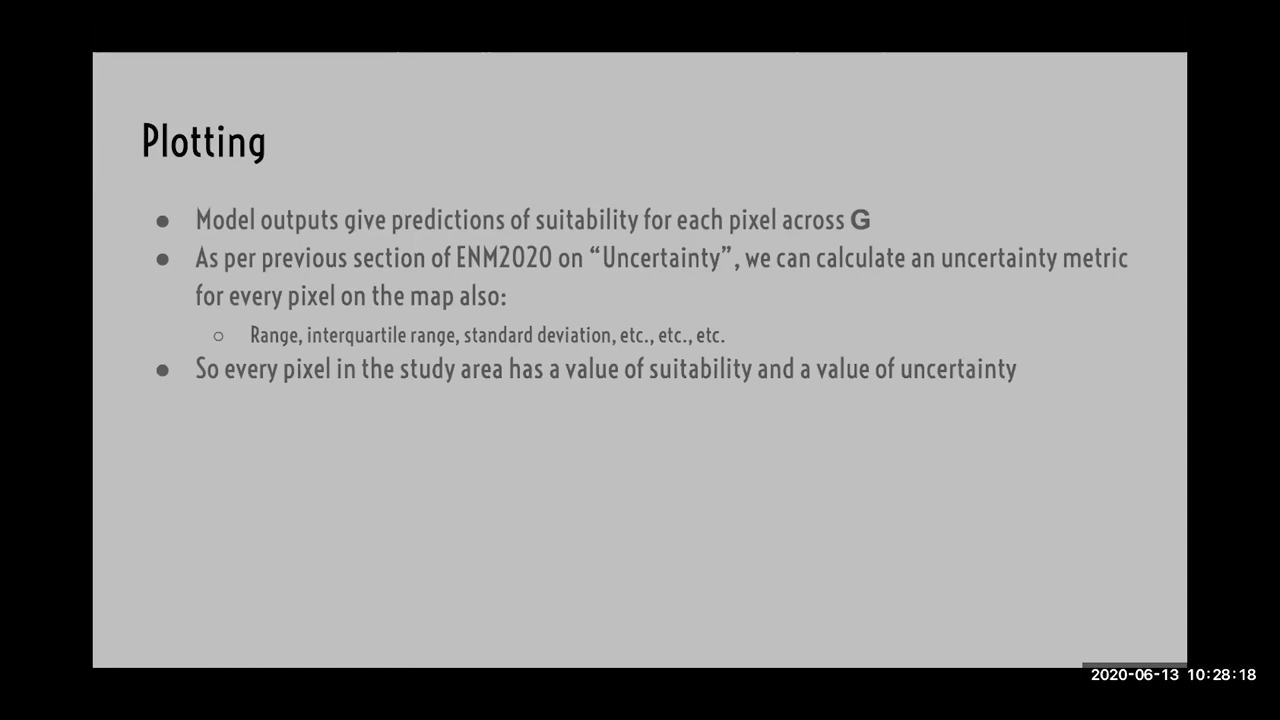 Plotting
● Model outputs give predictions of suitability for each pixel across G
● As per previous section of ENM2020 on “Uncertainty”, we can calculate an uncertainty metric
for every pixel on the map also:
○ Range, interquartile range, standard deviation, etc., etc., etc.
● So every pixel in the study area has a value of suitability and a value of uncertainty
2020-06-13 10:28:18